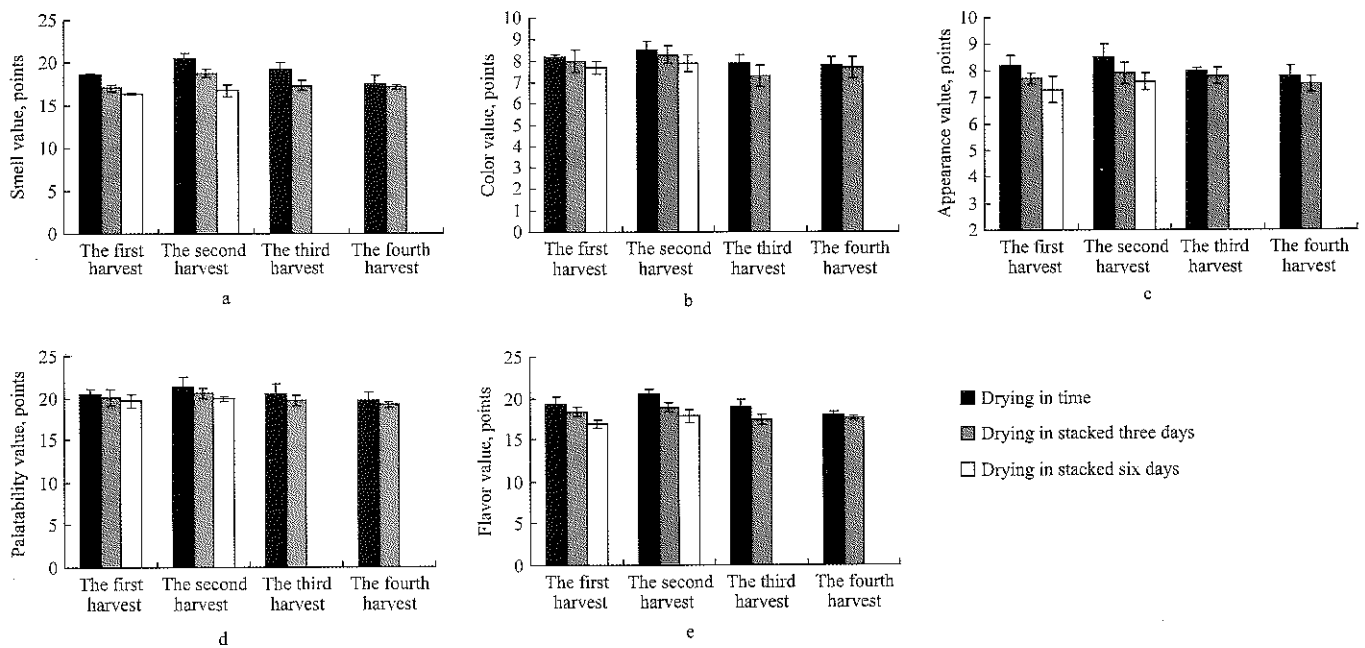 Smell value, points
25
20
15
10
5
0
The first
harvest
The second
harvest
The third
harvest
The fourth
harvest
a
Color value, points
10
9
8
7
6
5
4
3
2
1
0
The first
harvest
The second
harvest
The third
harvest
The fourth
harvest
b
Appearance value, points
10
9
8
7
6
5
4
3
2
The first
harvest
The second
harvest
The third
harvest
The fourth
harvest
c
Palatability value, points
25
20
15
10
5
0
The first
harvest
The second
harvest
The third
harvest
The fourth
harvest
d
Flavor value, points
25
20
15
10
5
0
The first
harvest
The second
harvest
The third
harvest
The fourth
harvest
e
Drying in time
Drying in stacked three days
Drying in stacked six days